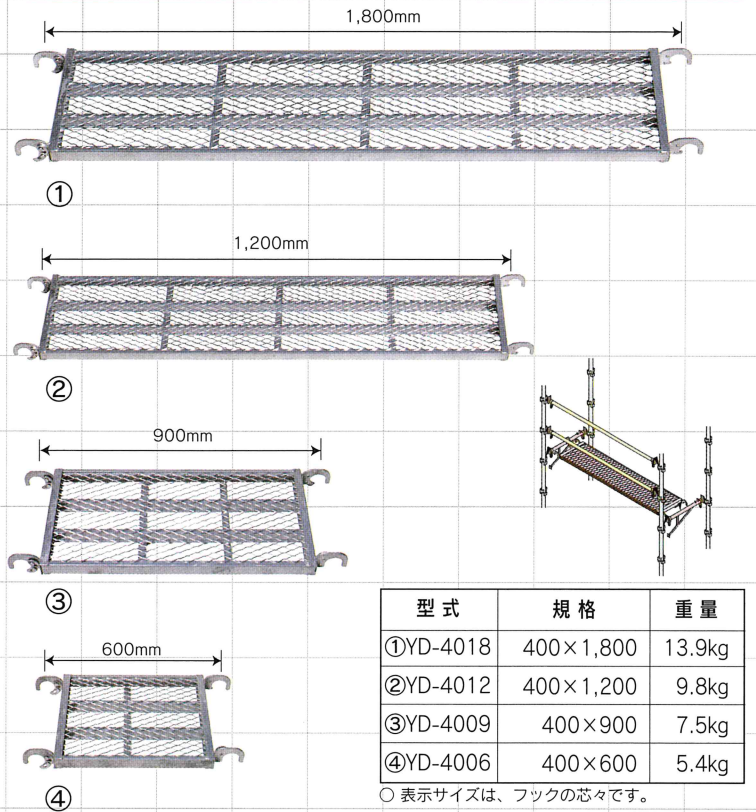 1,800mm
①
1,200mm
②
900mm
③
600mm
④
型式 規格 重量
①YD-4018 400×1,800 13.9kg
②YD-4012 400×1,200 9.8kg
③YD-4009 400×900 7.5kg
④YD-4006 400×600 5.4kg
○ 表示サイズは、フックの芯々です。